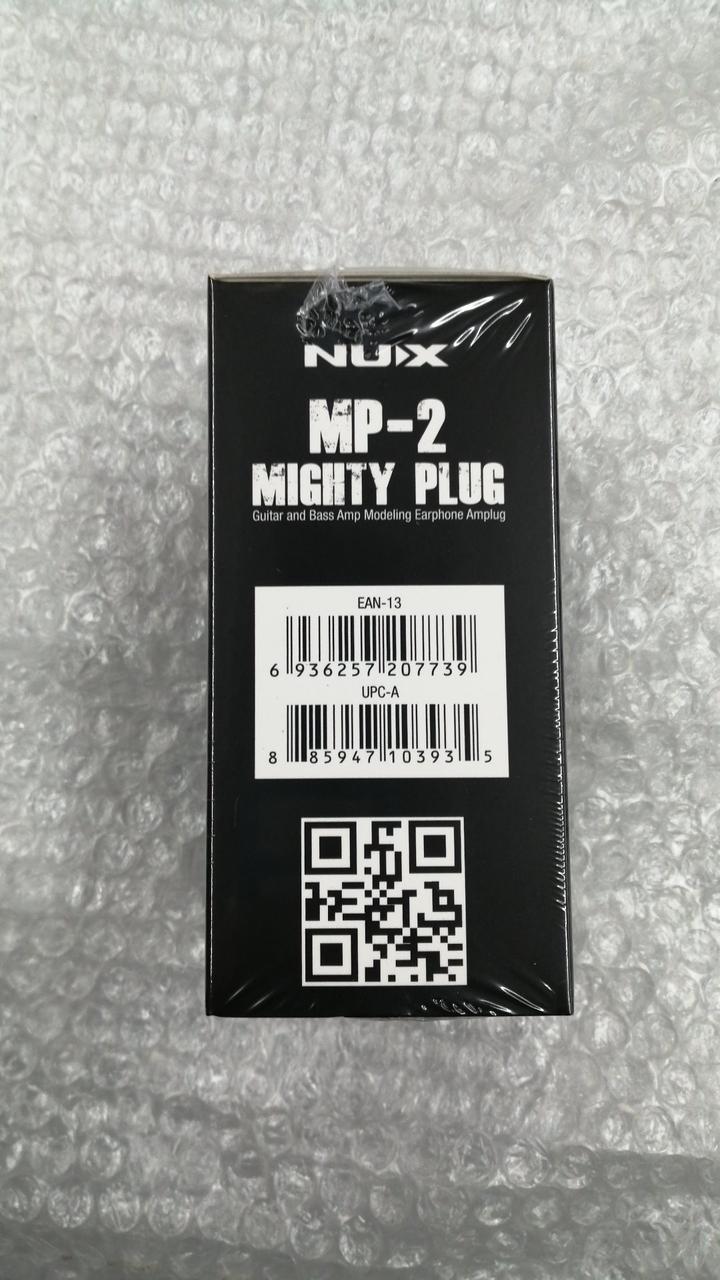 NUX
MP-2
MIGHTY PLUG
Guitar and Bass Amp Modeling Earphone Amplug
EAN-13
6 936257 207739
UPC-A
8 85947 10393 5